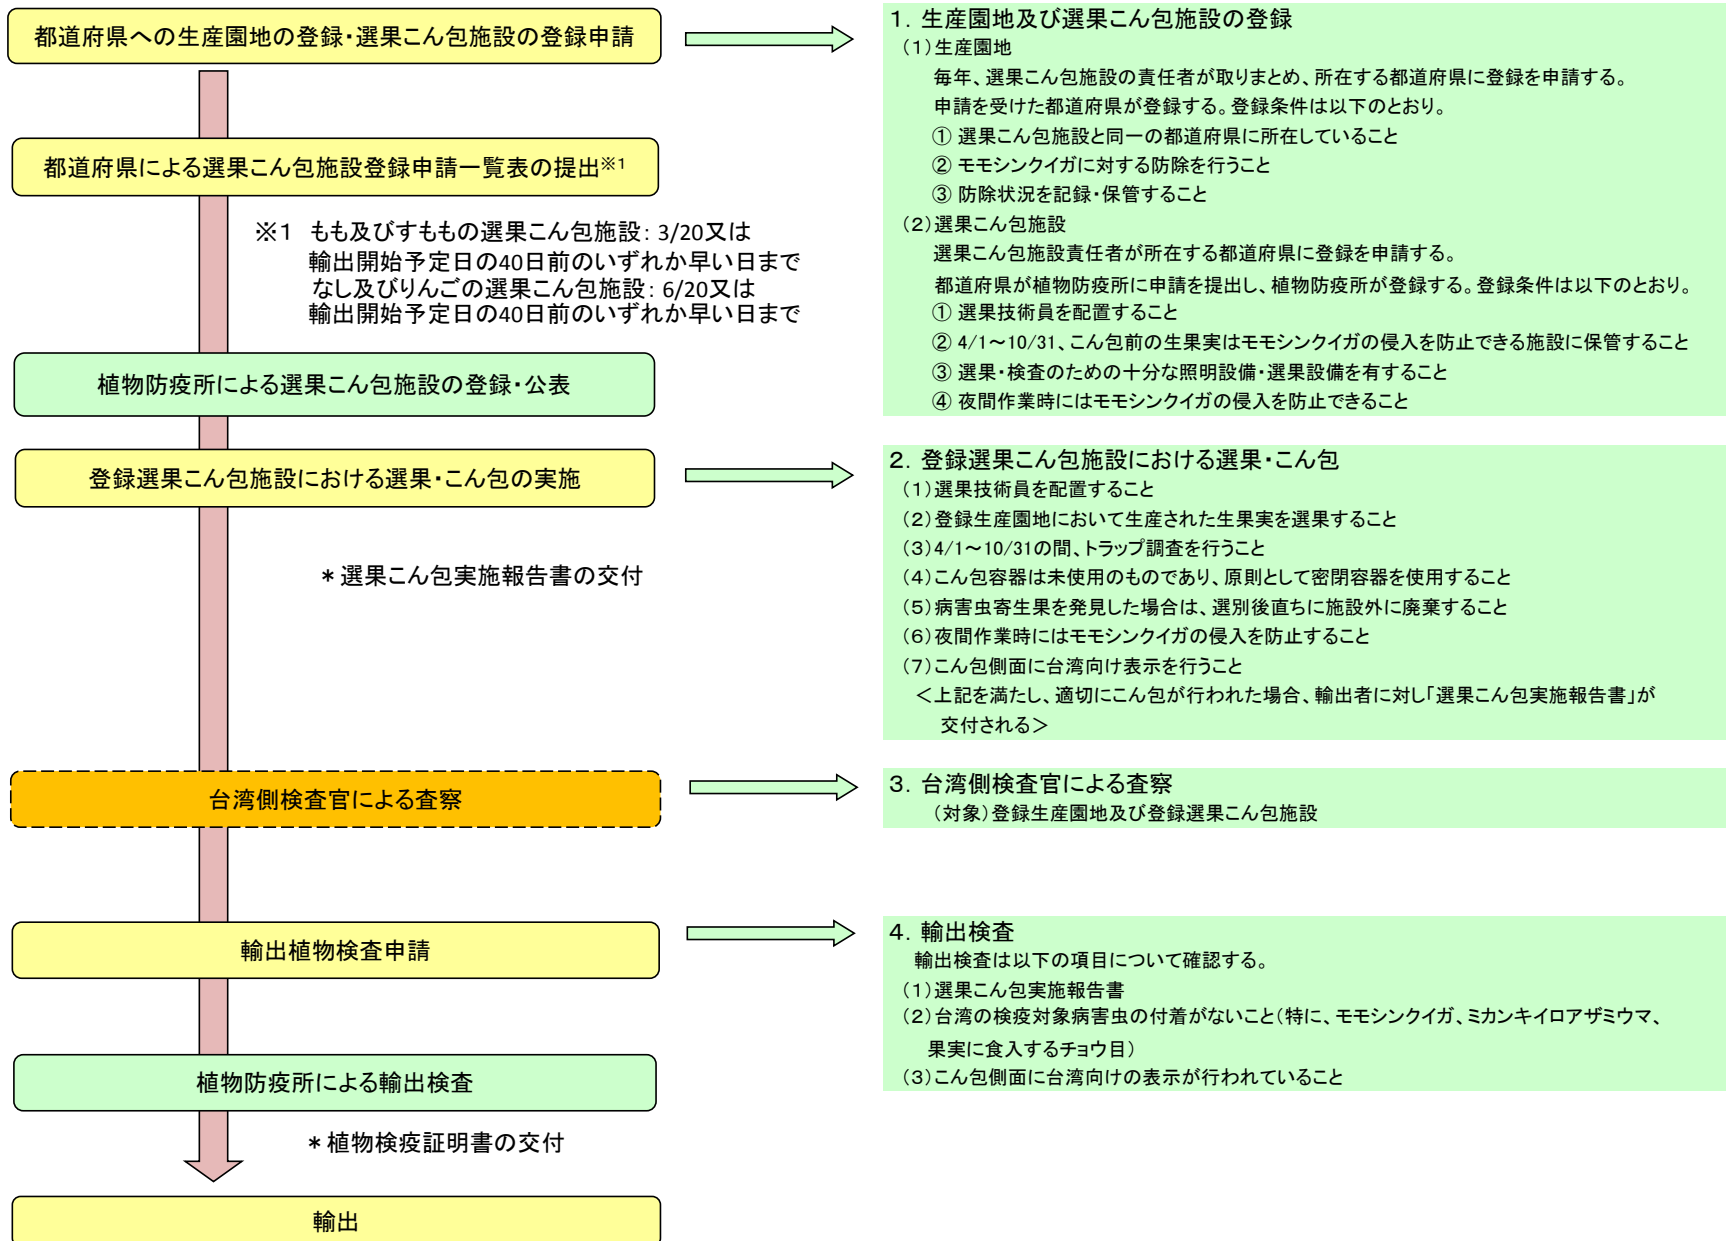 都道府県への生産園地の登録・選果こん包施設の登録申請
都道府県による選果こん包施設登録申請一覧表の提出※1
※1 もも及びすももの選果こん包施設：3/20又は
輸出開始予定日の40日前のいずれか早い日まで
なし及びりんごの選果こん包施設：6/20又は
輸出開始予定日の40日前のいずれか早い日まで
植物防疫所による選果こん包施設の登録・公表
登録選果こん包施設における選果・こん包の実施
＊選果こん包実施報告書の交付
台湾側検査官による査察
輸出植物検査申請
植物防疫所による輸出検査
＊植物検疫証明書の交付
輸出
１．生産園地及び選果こん包施設の登録
（１）生産園地
毎年、選果こん包施設の責任者が取りまとめ、所在する都道府県に登録を申請する。
申請を受けた都道府県が登録する。登録条件は以下のとおり。
① 選果こん包施設と同一の都道府県に所在していること
② モモシンクイガに対する防除を行うこと
③ 防除状況を記録・保管すること
（２）選果こん包施設
選果こん包施設責任者が所在する都道府県に登録を申請する。
都道府県が植物防疫所に申請を提出し、植物防疫所が登録する。登録条件は以下のとおり。
① 選果技術員を配置すること
② 4/1～10/31、こん包前の生果実はモモシンクイガの侵入を防止できる施設に保管すること
③ 選果・検査のための十分な照明設備・選果設備を有すること
④ 夜間作業時にはモモシンクイガの侵入を防止できること
２．登録選果こん包施設における選果・こん包
（１）選果技術員を配置すること
（２）登録生産園地において生産された生果実を選果すること
（３）4/1～10/31の間、トラップ調査を行うこと
（４）こん包容器は未使用のものであり、原則として密閉容器を使用すること
（５）病害虫寄生果を発見した場合は、選別後直ちに施設外に廃棄すること
（６）夜間作業時にはモモシンクイガの侵入を防止すること
（７）こん包側面に台湾向け表示を行うこと
＜上記を満たし、適切にこん包が行われた場合、輸出者に対し「選果こん包実施報告書」が
交付される＞
３．台湾側検査官による査察
（対象）登録生産園地及び登録選果こん包施設
４．輸出検査
輸出検査は以下の項目について確認する。
（１）選果こん包実施報告書
（２）台湾の検疫対象病害虫の付着がないこと（特に、モモシンクイガ、ミカンキイロアザミウマ、
果実に食入するチョウ目）
（３）こん包側面に台湾向けの表示が行われていること